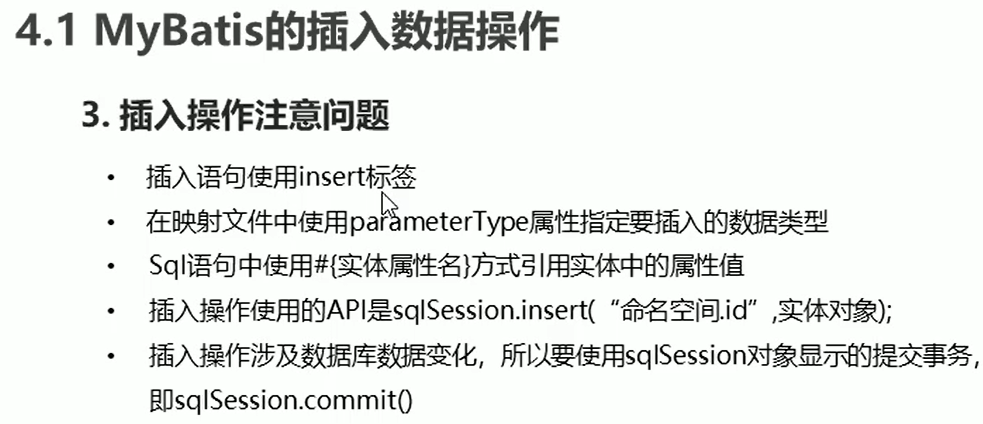 4.1 MyBatis的插入数据操作
3. 插入操作注意问题
• 插入语句使用insert标签
• 在映射文件中使用parameterType属性指定要插入的数据类型
• Sql语句中使用#{实体属性名}方式引用实体中的属性值
• 插入操作使用的API是sqlSession.insert(“命名空间.id”,实体对象);
• 插入操作涉及数据库数据变化，所以要使用sqlSession对象显示的提交事务，
即sqlSession.commit()